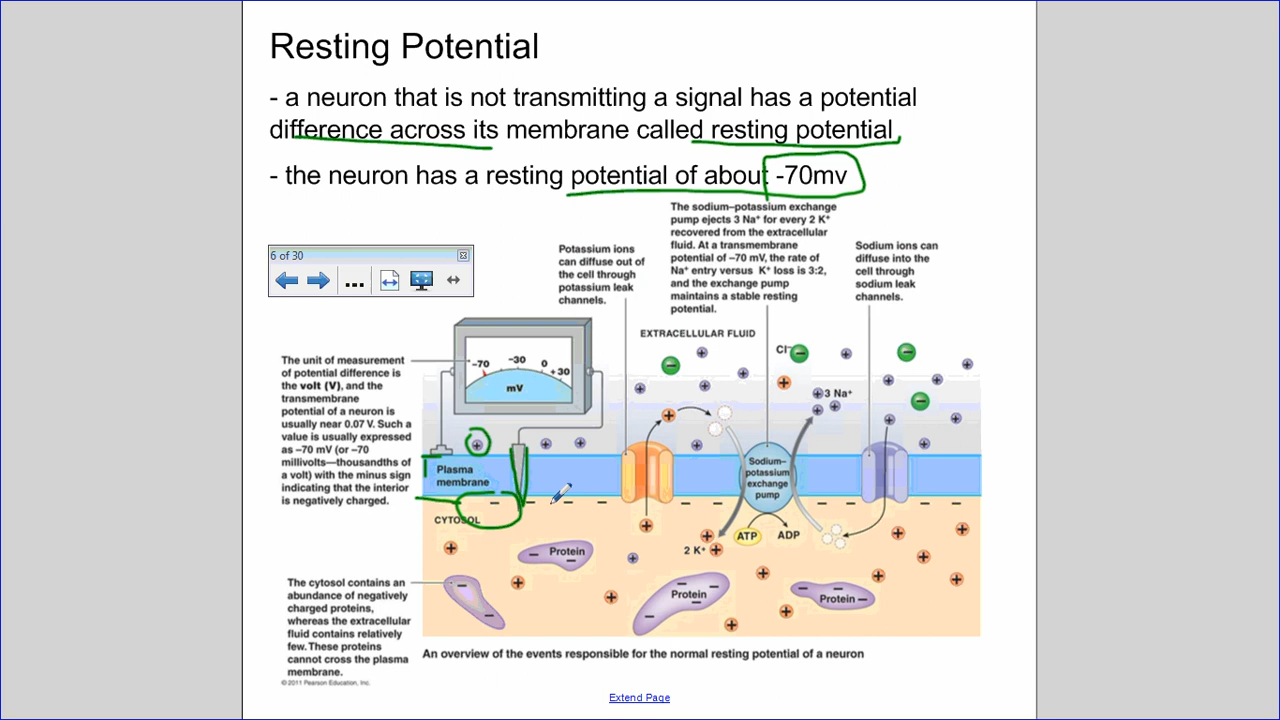 Resting Potential
- a neuron that is not transmitting a signal has a potential
difference across its membrane called resting potential
- the neuron has a resting potential of about -70mv
6 of 30
...
Potassium ions
can diffuse out of
the cell through
potassium leak
channels.
The sodium–potassium exchange
pump ejects 3 Na⁺ for every 2 K⁺
recovered from the extracellular
fluid. At a transmembrane
potential of –70 mV, the rate of
Na⁺ entry versus K⁺ loss is 3:2,
and the exchange pump
maintains a stable resting
potential.
Sodium ions can
diffuse into the
cell through
sodium leak
channels.
EXTRACELLULAR FLUID
The unit of measurement
of potential difference is
the volt (V), and the
transmembrane
potential of a neuron is
usually near 0.07 V. Such a
value is usually expressed
as –70 mV (or –70
millivolts—thousandths of
a volt) with the minus sign
indicating that the interior
is negatively charged.
–70 –30 0 +30
mV
Cl⁻
3 Na⁺
Plasma
membrane
Sodium–
potassium
exchange
pump
CYTOSOL
ATP
ADP
2 K⁺
Protein
Protein
Protein
The cytosol contains an
abundance of negatively
charged proteins,
whereas the extracellular
fluid contains relatively
few. These proteins
cannot cross the plasma
membrane.
An overview of the events responsible for the normal resting potential of a neuron
© 2011 Pearson Education, Inc.
Extend Page